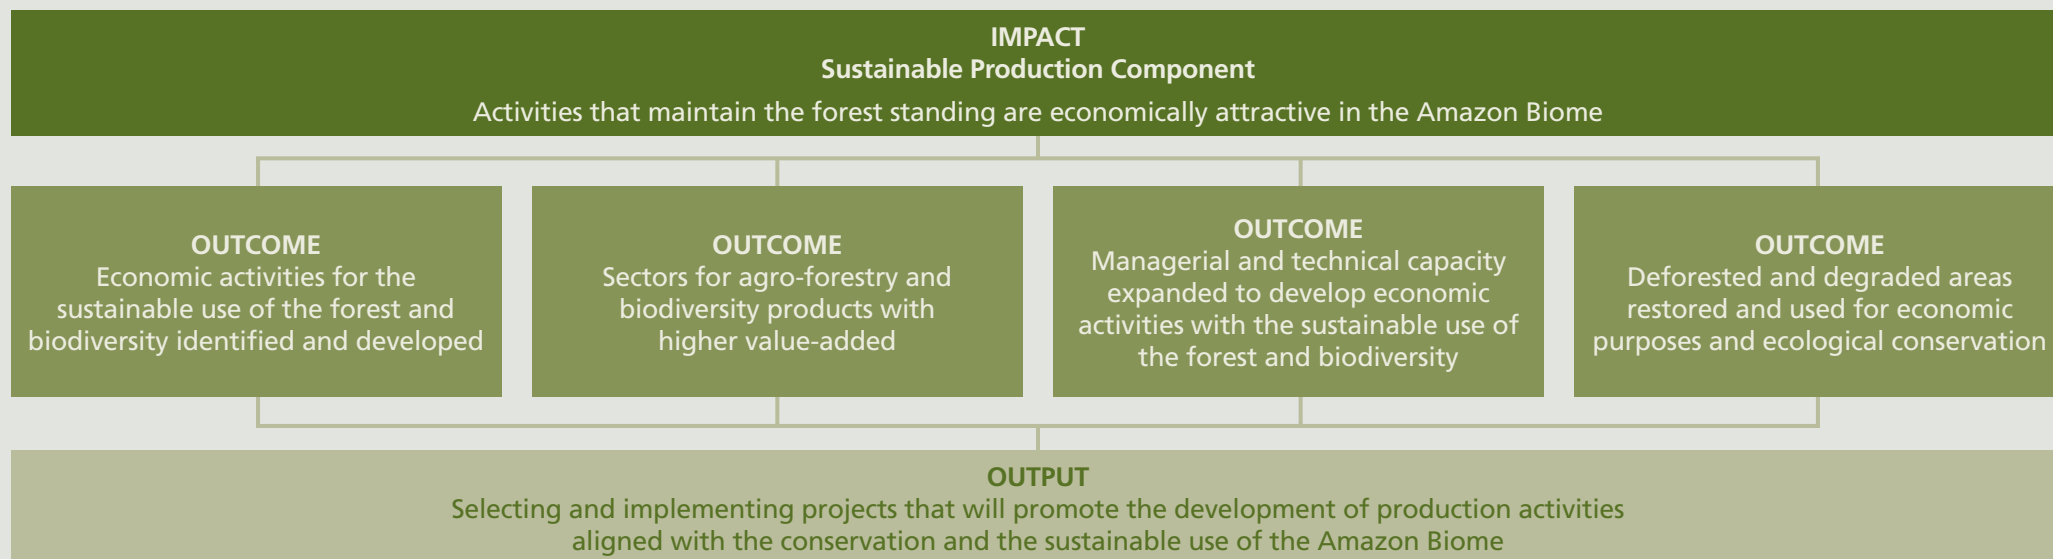 IMPACT
Sustainable Production Component
Activities that maintain the forest standing are economically attractive in the Amazon Biome
OUTCOME
Economic activities for the
sustainable use of the forest and
biodiversity identified and developed
OUTCOME
Sectors for agro-forestry and
biodiversity products with
higher value-added
OUTCOME
Managerial and technical capacity
expanded to develop economic
activities with the sustainable use of
the forest and biodiversity
OUTCOME
Deforested and degraded areas
restored and used for economic
purposes and ecological conservation
OUTPUT
Selecting and implementing projects that will promote the development of production activities
aligned with the conservation and the sustainable use of the Amazon Biome